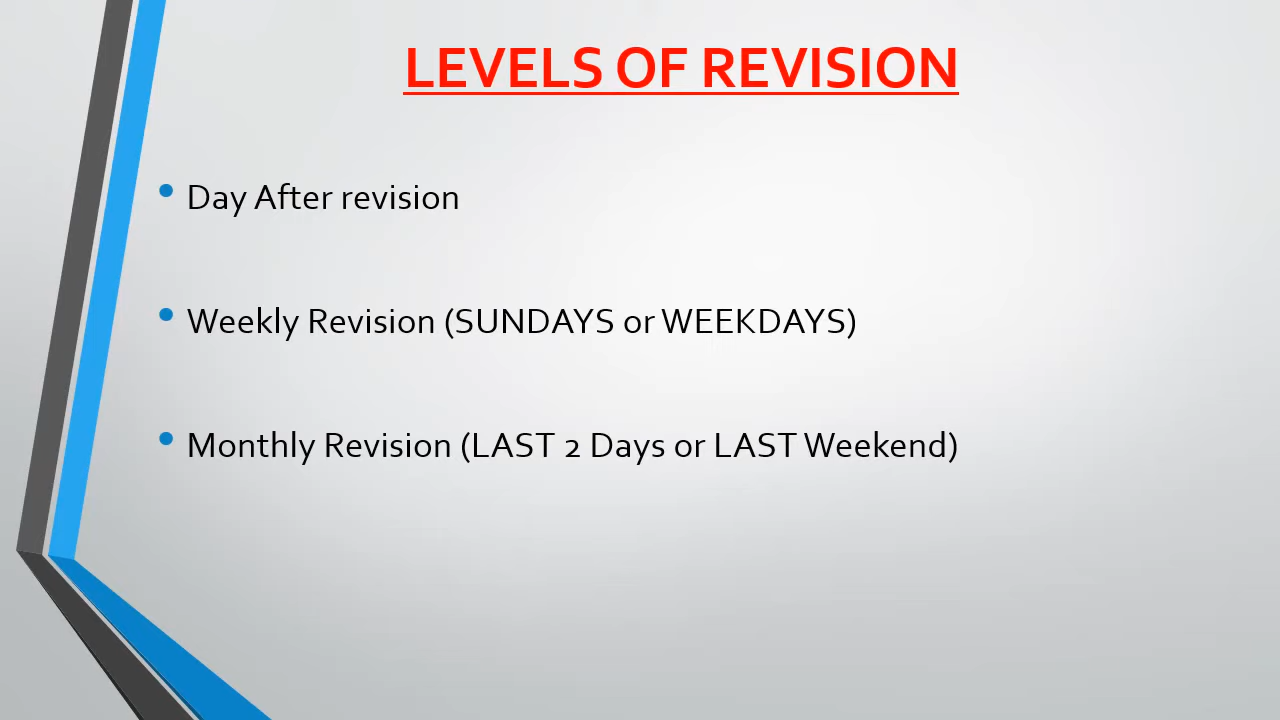 LEVELS OF REVISION
• Day After revision
• Weekly Revision (SUNDAYS or WEEKDAYS)
• Monthly Revision (LAST 2 Days or LAST Weekend)